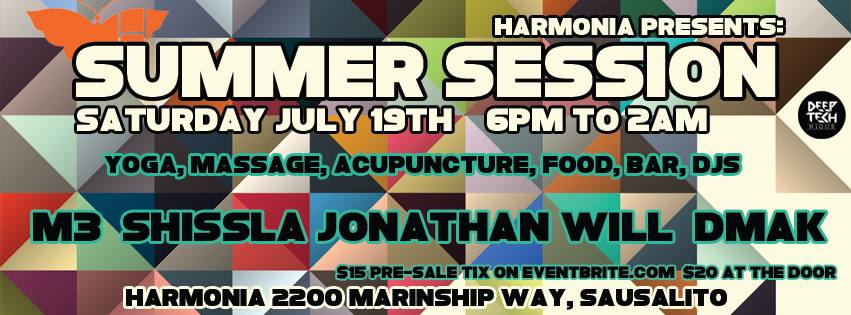 HARMONIA PRESENTS:
SUMMER SESSION
SATURDAY JULY 19TH 6PM TO 2AM
DEEP
TECH
NIQUE
YOGA, MASSAGE, ACUPUNCTURE, FOOD, BAR, DJS
M3 SHISSLA JONATHAN WILL DMAK
$15 PRE-SALE TIX ON EVENTBRITE.COM $20 AT THE DOOR
HARMONIA 2200 MARINSHIP WAY, SAUSALITO